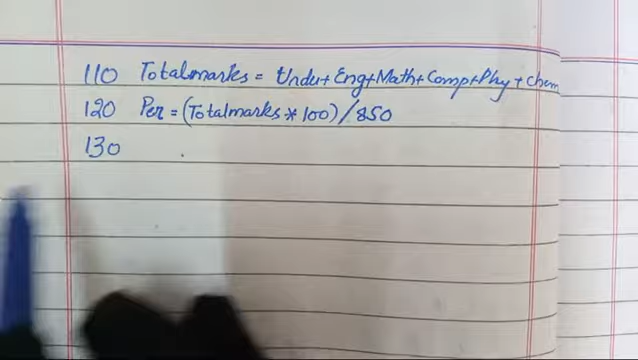 110 Totalmarks = Urdu+Eng+Math+Comp+Phy+Chem
120 Per = (Totalmarks * 100)/850
130